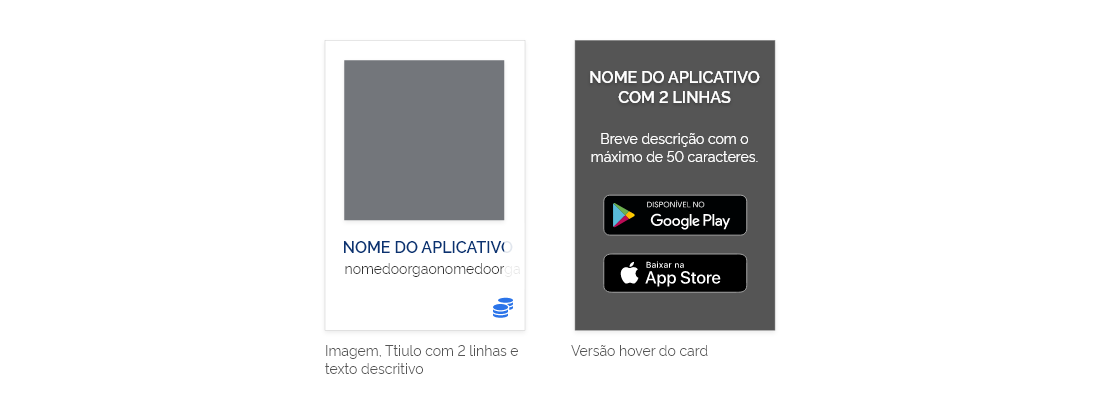 NOME DO APLICATIVO
nomedoorgaonomedoorga
Imagem, Ttiulo com 2 linhas e
texto descritivo
NOME DO APLICATIVO
COM 2 LINHAS
Breve descrição com o
máximo de 50 caracteres.
DISPONÍVEL NO
Google Play
Baixar na
App Store
Versão hover do card